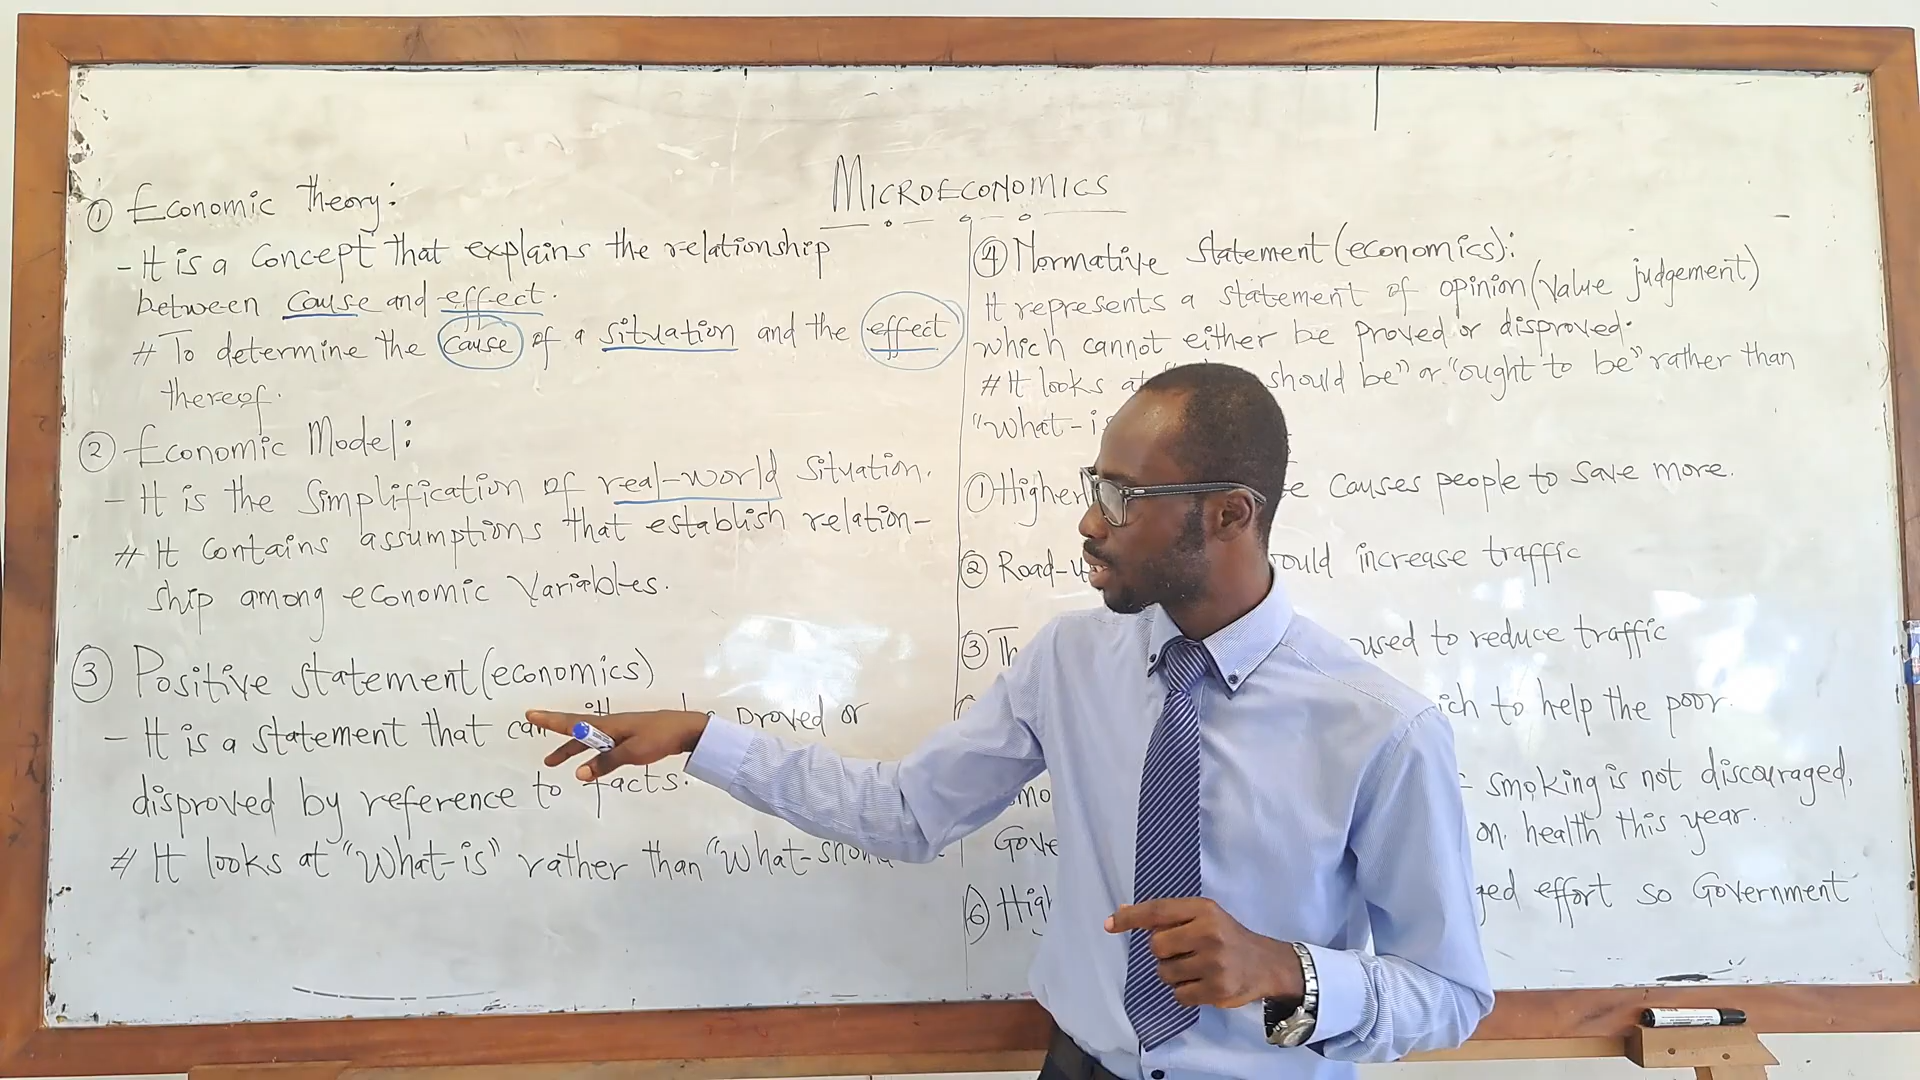 MICROECONOMICS
① Economic Theory:
- It is a concept that explains the relationship
between cause and effect.
# To determine the cause of a situation and the effect
thereof.
② Economic Model:
- It is the simplification of real-world situation.
# It contains assumptions that establish relation-
ship among economic variables.
③ Positive statement (economics)
- It is a statement that can proved or
disproved by reference to facts.
# It looks at "What-is" rather than "What-should
④ Normative statement (economics):
It represents a statement of opinion (value judgement)
which cannot either be proved or disproved.
# It looks at should be" or "ought to be" rather than
"What-is
① Higher causes people to save more.
② Road-u ould increase traffic
③ Th used to reduce traffic
ich to help the poor.
smo smoking is not discouraged,
Gove on health this year.
⑥ High ged effort so Government